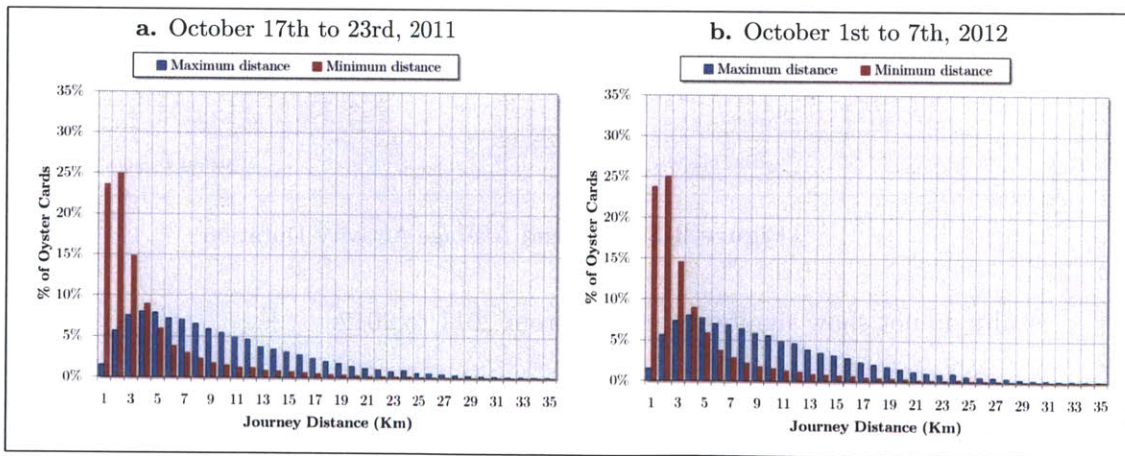 a. October 17th to 23rd, 2011
Maximum distance Minimum distance
35%
30%
25%
20%
15%
10%
5%
0%
% of Oyster Cards
1 3 5 7 9 11 13 15 17 19 21 23 25 27 29 31 33 35
Journey Distance (Km)
b. October 1st to 7th, 2012
Maximum distance Minimum distance
35%
30%
25%
20%
15%
10%
5%
0%
% of Oyster Cards
1 3 5 7 9 11 13 15 17 19 21 23 25 27 29 31 33 35
Journey Distance (Km)